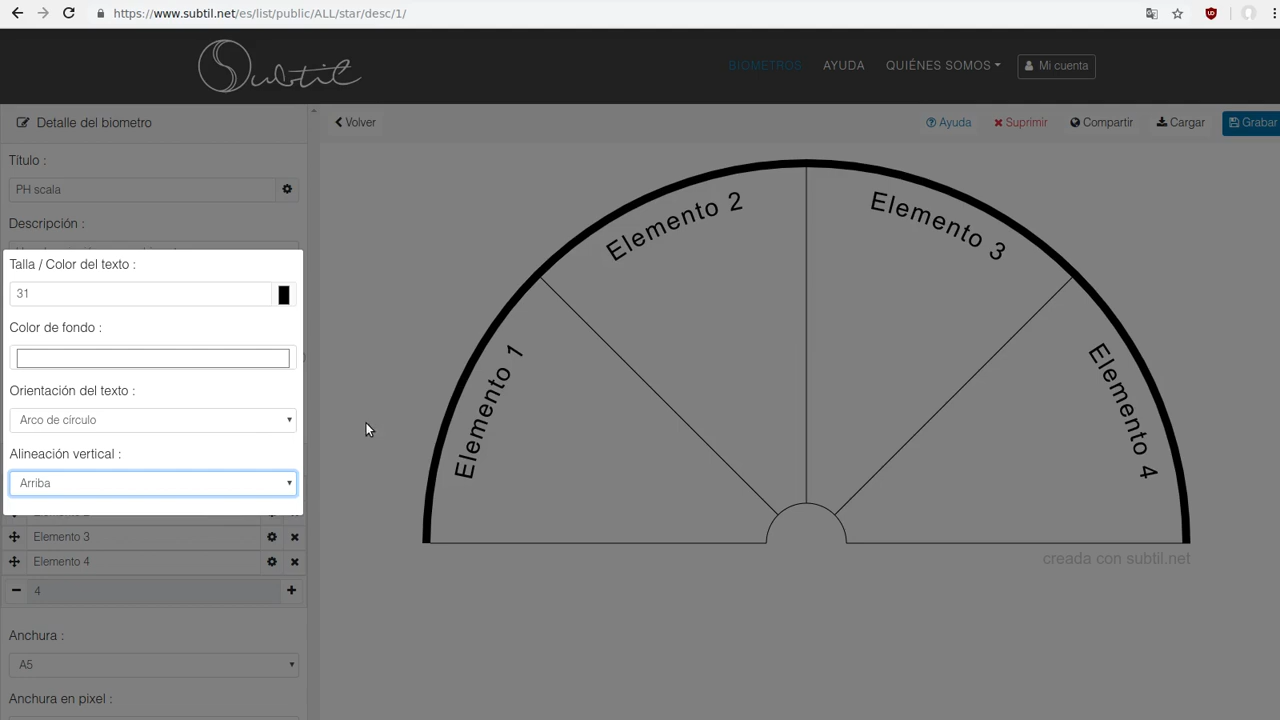 https://www.subtil.net/es/list/public/ALL/star/desc/1/
Subtil
BIOMETROS
AYUDA
QUIÉNES SOMOS
Mi cuenta
Detalle del biometro
Volver
Ayuda
Suprimir
Compartir
Cargar
Grabar
Título :
PH scala
Descripción :
Talla / Color del texto :
31
Color de fondo :
Orientación del texto :
Arco de círculo
Alineación vertical :
Arriba
Elemento 3
Elemento 4
4
Anchura :
A5
Anchura en pixel :
Elemento 1
Elemento 2
Elemento 3
Elemento 4
creada con subtil.net